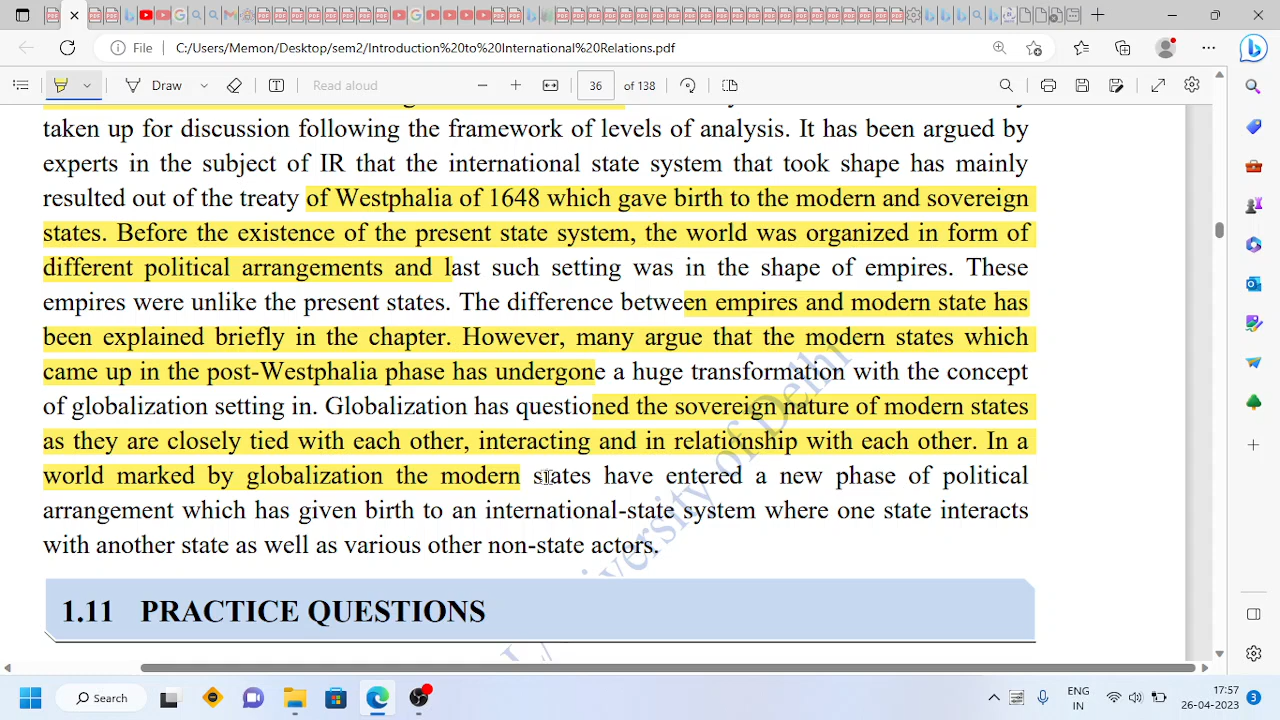 File
C:/Users/Memon/Desktop/sem2/Introduction%20to%20International%20Relations.pdf
Draw
Read aloud
36
of 138
taken up for discussion following the framework of levels of analysis. It has been argued by
experts in the subject of IR that the international state system that took shape has mainly
resulted out of the treaty of Westphalia of 1648 which gave birth to the modern and sovereign
states. Before the existence of the present state system, the world was organized in form of
different political arrangements and last such setting was in the shape of empires. These
empires were unlike the present states. The difference between empires and modern state has
been explained briefly in the chapter. However, many argue that the modern states which
came up in the post-Westphalia phase has undergone a huge transformation with the concept
of globalization setting in. Globalization has questioned the sovereign nature of modern states
as they are closely tied with each other, interacting and in relationship with each other. In a
world marked by globalization the modern states have entered a new phase of political
arrangement which has given birth to an international-state system where one state interacts
with another state as well as various other non-state actors.
1.11 PRACTICE QUESTIONS
Search
ENG
IN
17:57
26-04-2023
3